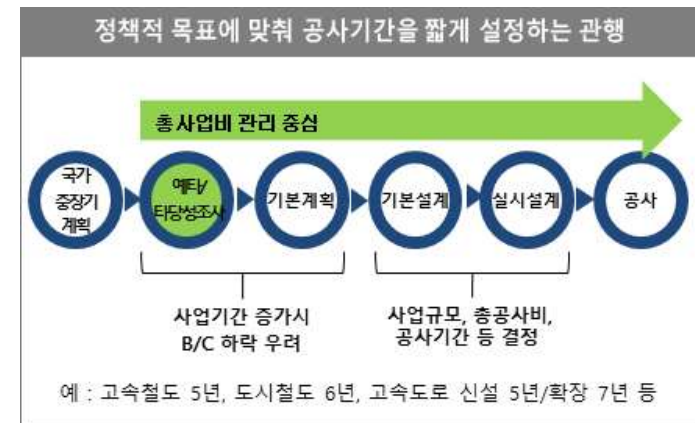 정책적 목표에 맞춰 공사기간을 짧게 설정하는 관행
총사업비 관리 중심
국가
중장기
계획
예타/
타당성조사
기본계획
기본설계
실시설계
공사
사업기간 증가시
B/C 하락 우려
사업규모, 총공사비,
공사기간 등 결정
예 : 고속철도 5년, 도시철도 6년, 고속도로 신설 5년/확장 7년 등